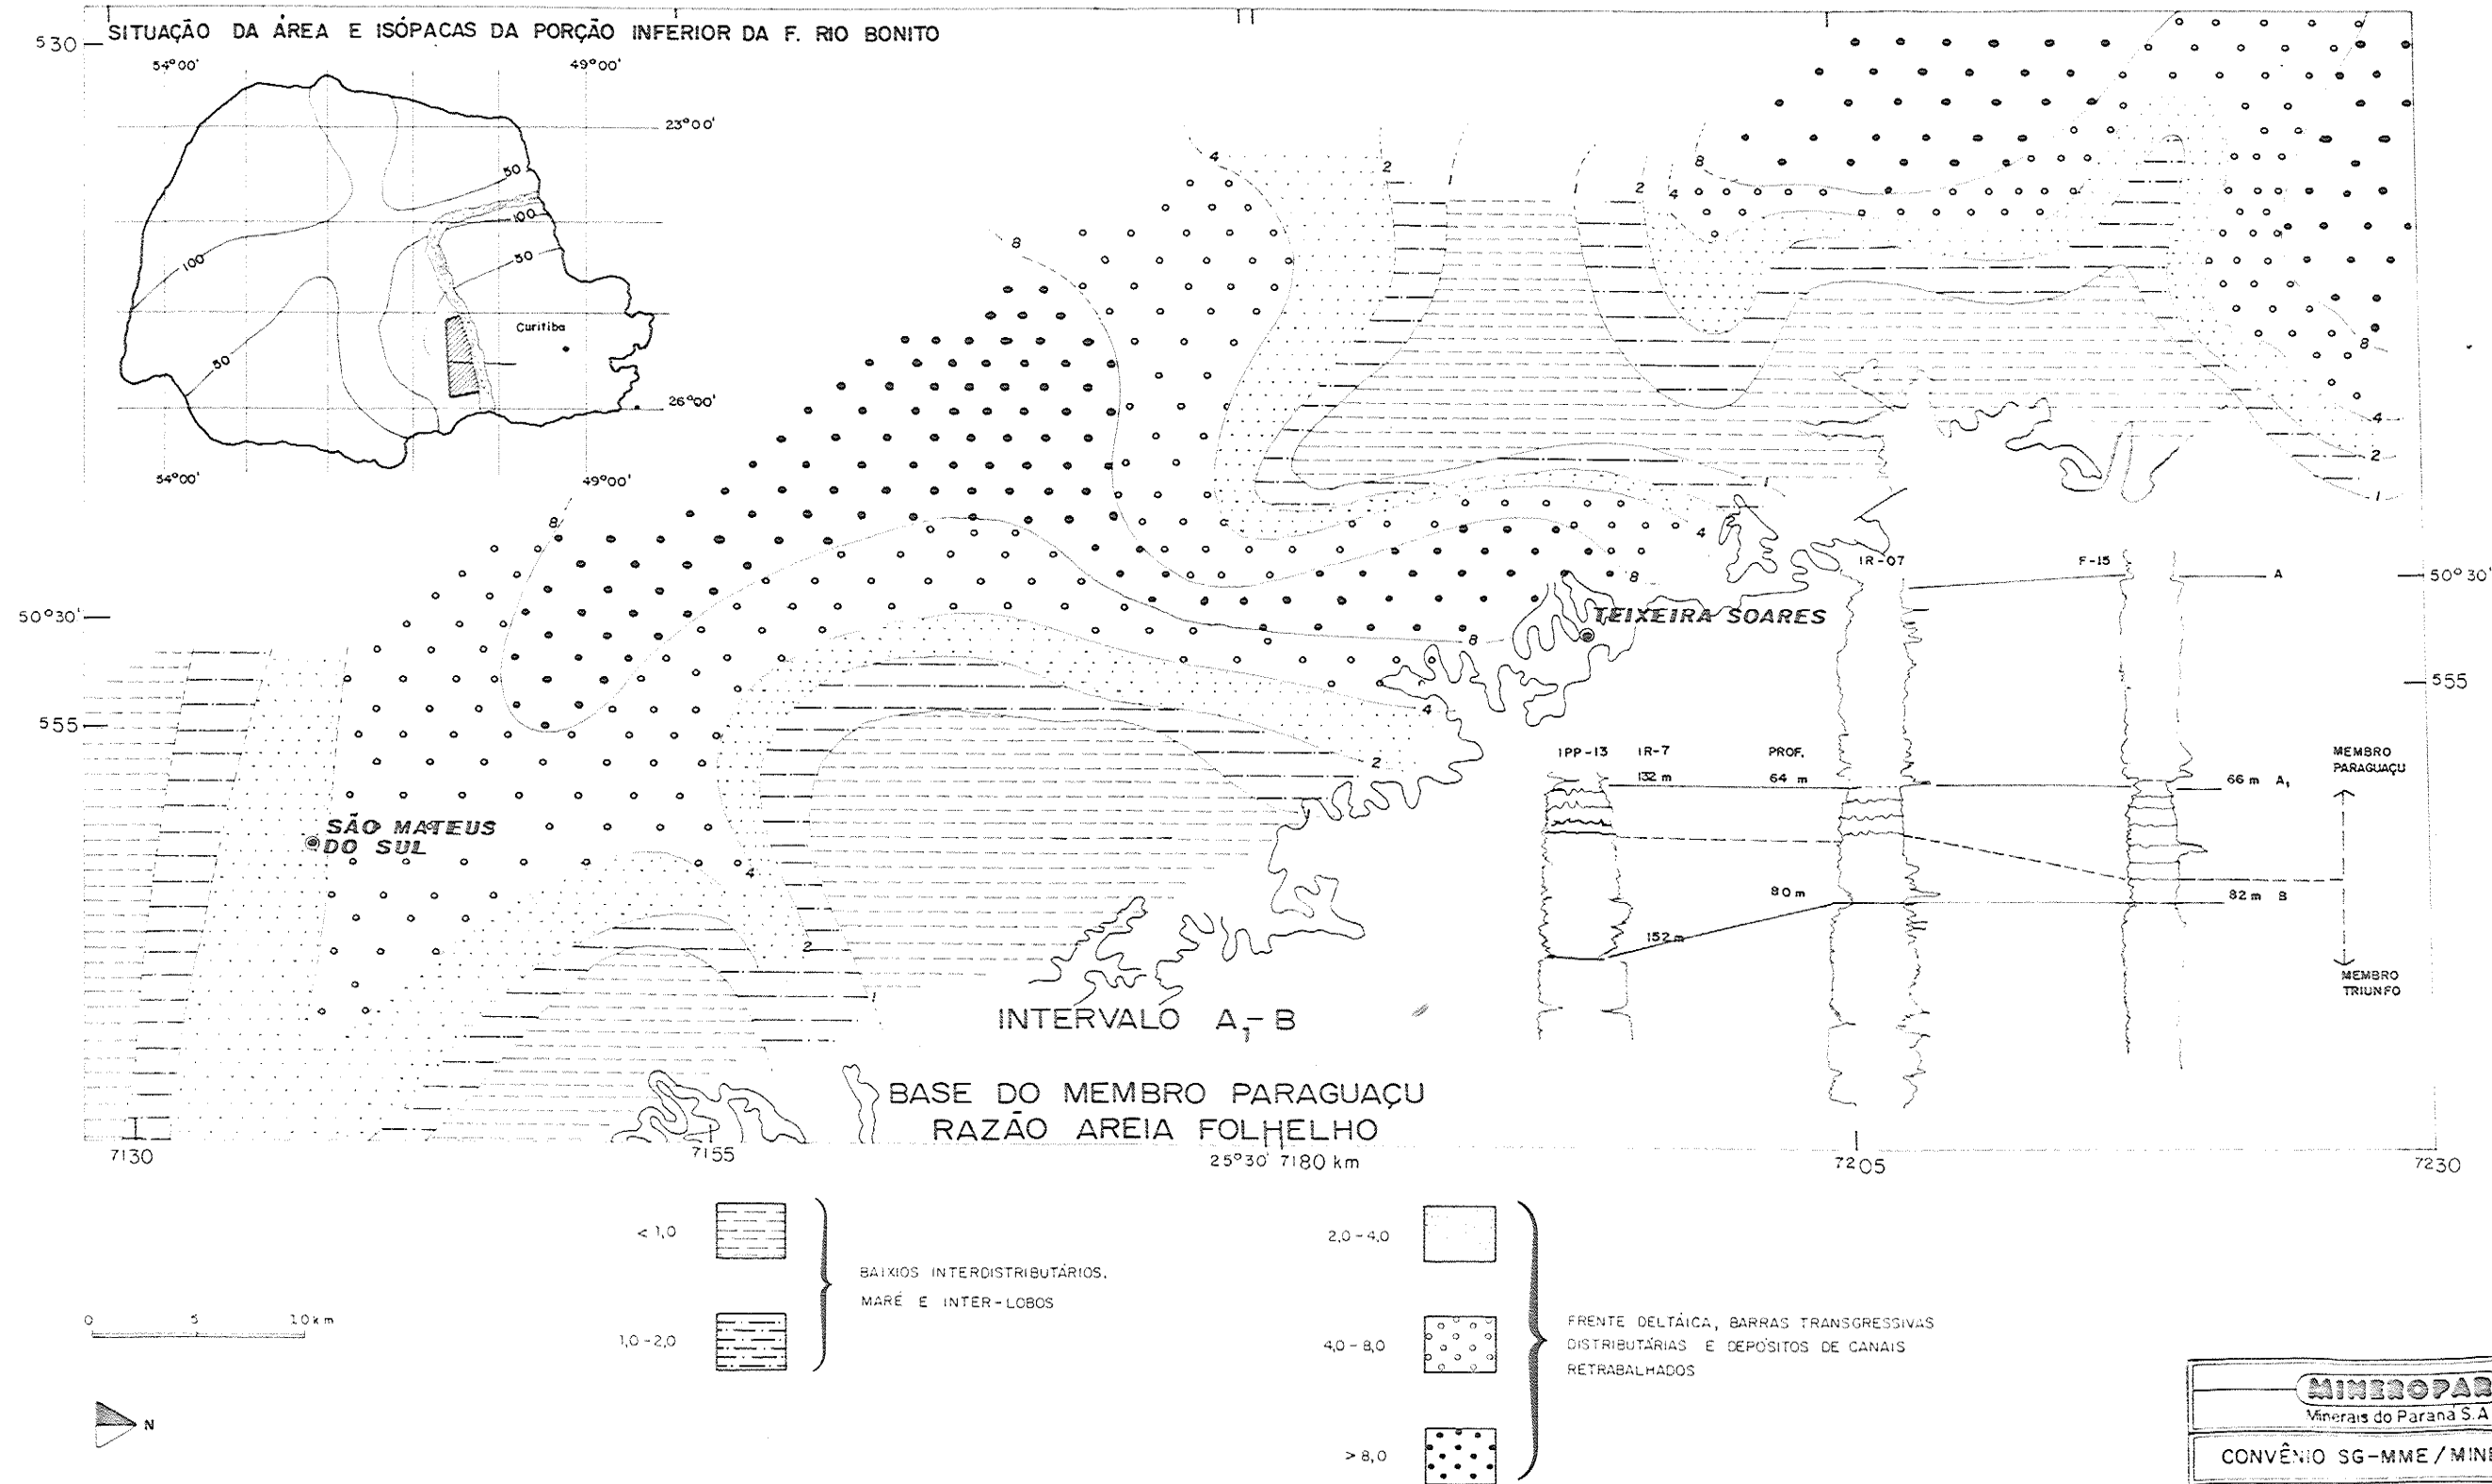 SITUAÇÃO DA ÁREA E ISÓPACAS DA PORÇÃO INFERIOR DA F. RIO BONITO
530
54°00'
49°00'
23°00'
50
100
50
100
50
Curitiba
26°00'
54°00'
49°00'
4
2
1
1
2
4
8
8
8
4
2
1
8
4
8
8
4
2
4
2
50°30'
555
50°30'
555
TEIXEIRA SOARES
SÃO MATEUS
DO SUL
IR-07
F-15
A
IPP-13
IR-7
PROF.
132 m
64 m
66 m A₁
MEMBRO
PARAGUAÇU
80 m
82 m B
152 m
MEMBRO
TRIUNFO
INTERVALO A₁-B
BASE DO MEMBRO PARAGUAÇU
RAZÃO AREIA FOLHELHO
7130
7155
25°30' 7180 km
7205
7230
< 1,0
1,0-2,0
BAIXIOS INTERDISTRIBUTÁRIOS,
MARÉ E INTER-LOBOS
2,0-4,0
4,0-8,0
> 8,0
FRENTE DELTÁICA, BARRAS TRANSGRESSIVAS
DISTRIBUTÁRIAS E DEPÓSITOS DE CANAIS
RETRABALHADOS
0 5 10 km
N
MINEROPAR
Minerais do Paraná S.A
CONVÊNIO SG-MME/MINE